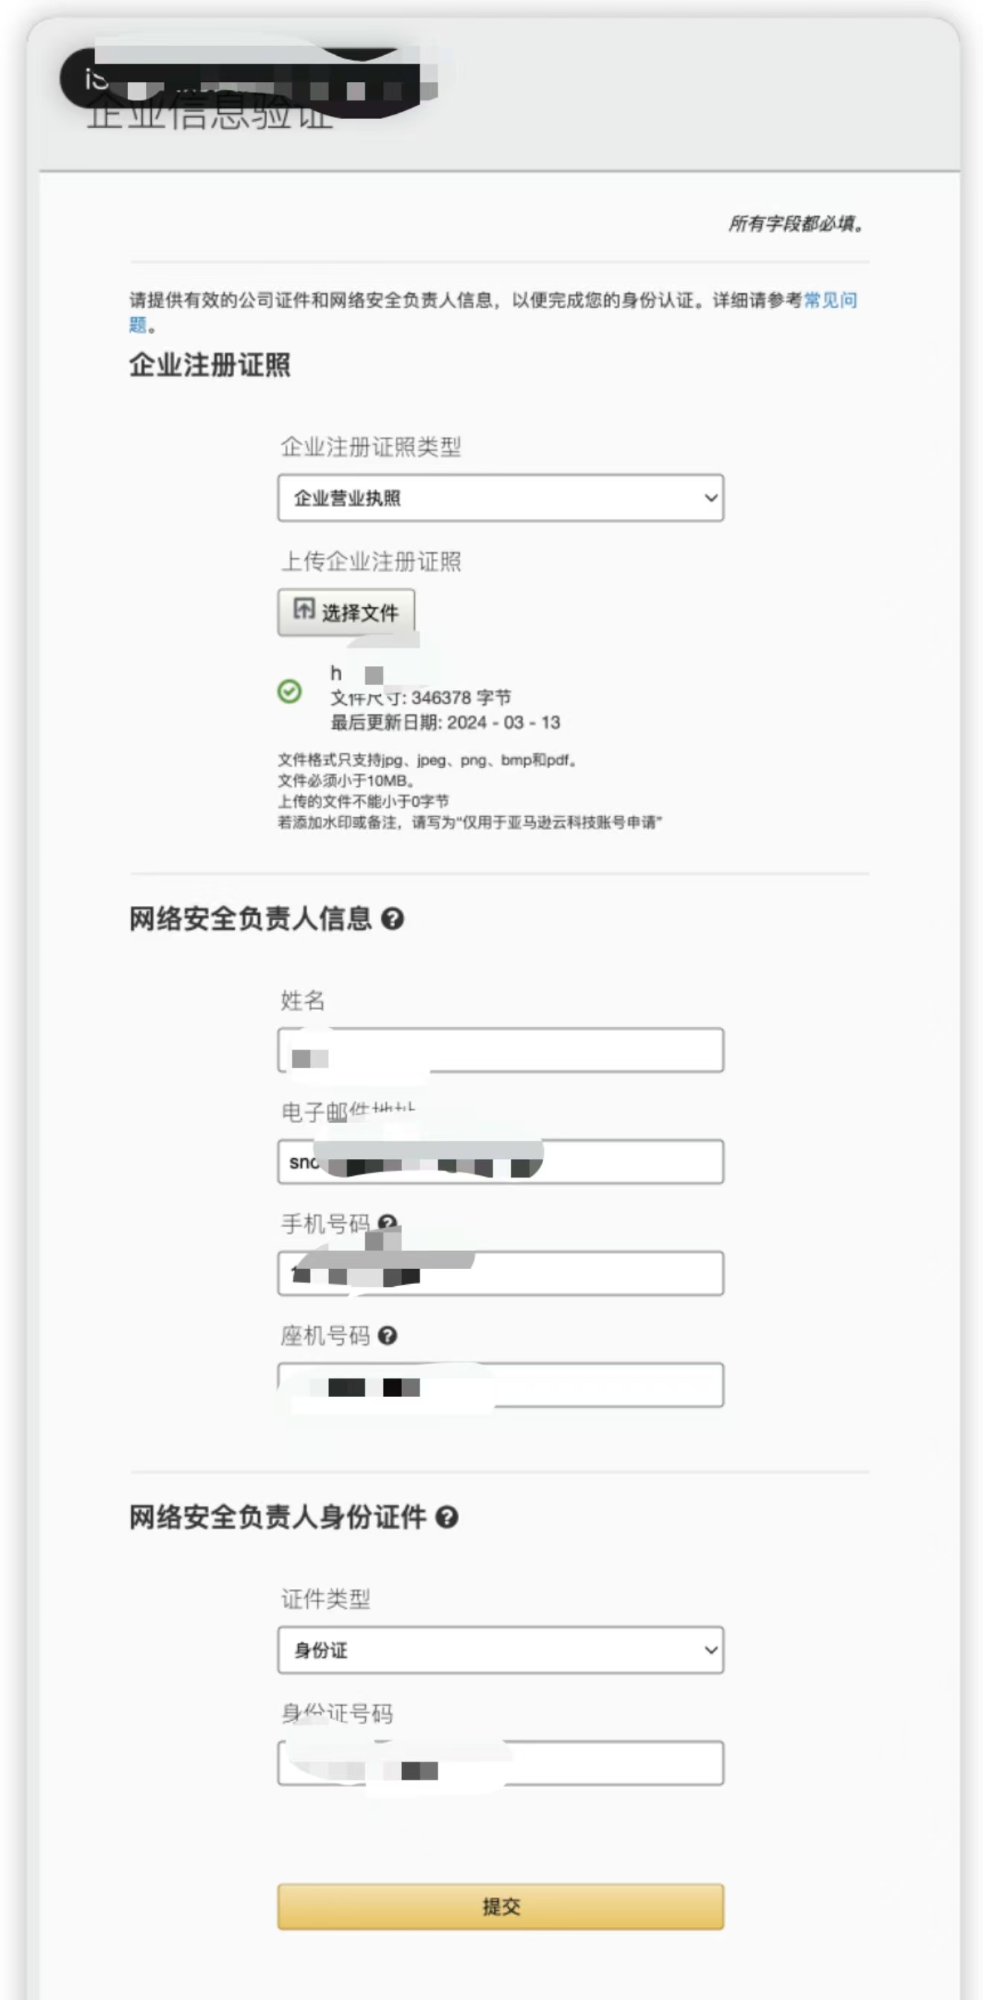 企业信息验证
所有字段都必填。
请提供有效的公司证件和网络安全负责人信息，以便完成您的身份认证。详细请参考常见问
题。
企业注册证照
企业注册证照类型
企业营业执照
上传企业注册证照
选择文件
h
文件尺寸: 346378 字节
最后更新日期: 2024 - 03 - 13
文件格式只支持jpg、jpeg、png、bmp和pdf。
文件必须小于10MB。
上传的文件不能小于0字节
若添加水印或备注，请写为“仅用于亚马逊云科技账号申请”
网络安全负责人信息
姓名
电子邮件地址
手机号码
座机号码
网络安全负责人身份证件
证件类型
身份证
身份证号码
提交